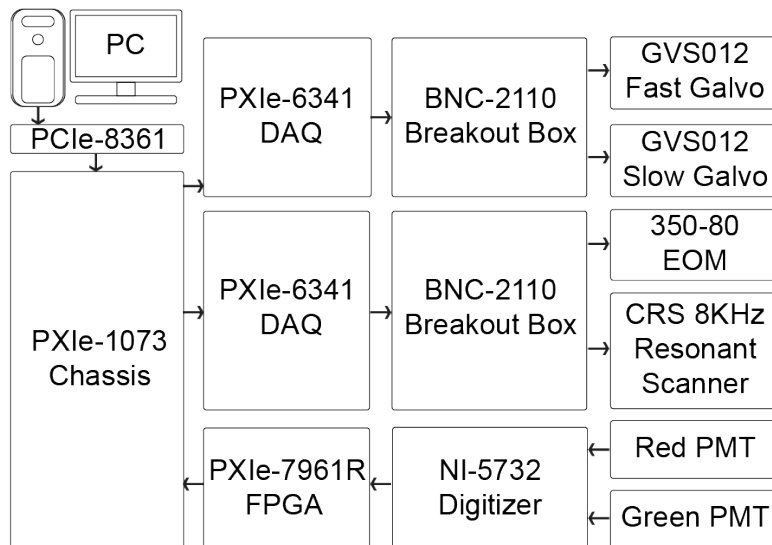 PC
PCIe-8361
PXIe-1073
Chassis
PXIe-6341
DAQ
BNC-2110
Breakout Box
GVS012
Fast Galvo
GVS012
Slow Galvo
PXIe-6341
DAQ
BNC-2110
Breakout Box
350-80
EOM
CRS 8KHz
Resonant
Scanner
PXIe-7961R
FPGA
NI-5732
Digitizer
Red PMT
Green PMT